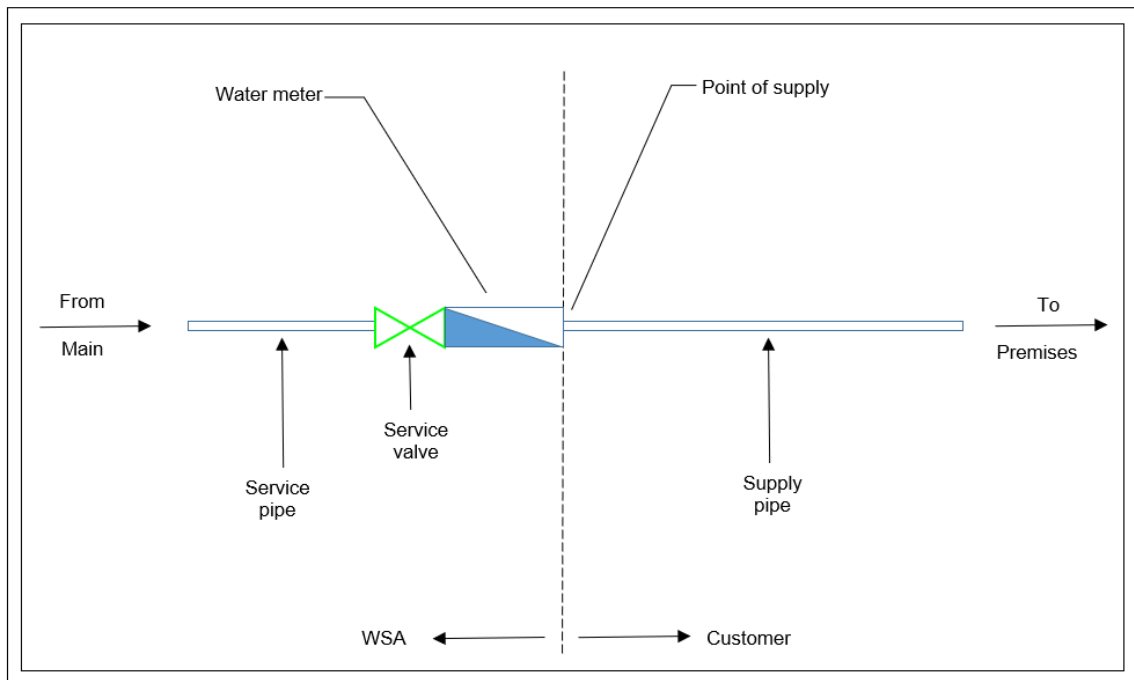 Water meter
Point of supply
From
Main
To
Premises
Service
valve
Service
pipe
Supply
pipe
WSA
Customer